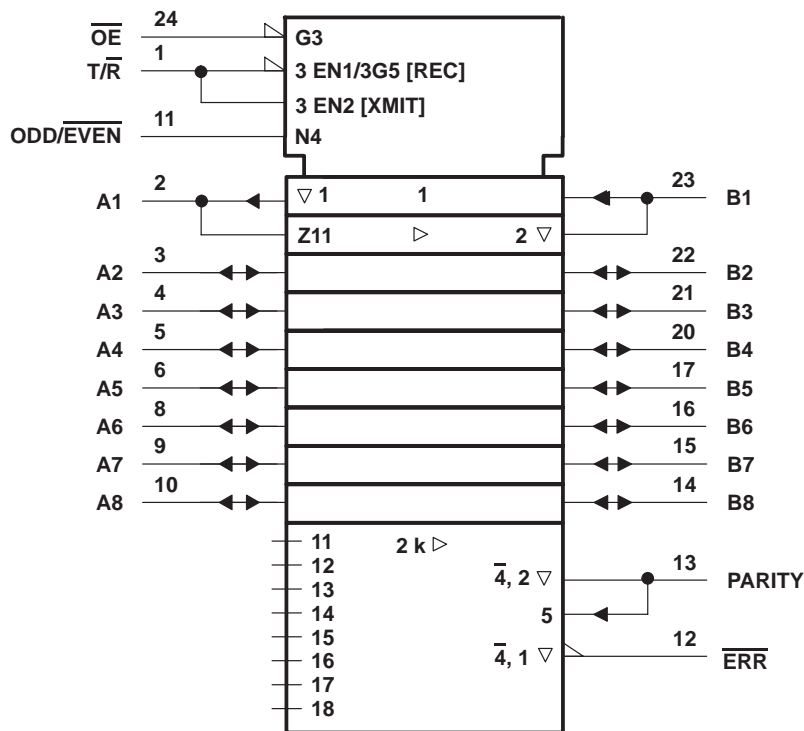 OE 24 G3
T/R 1 3 EN1/3G5 [REC]
3 EN2 [XMIT]
ODD/EVEN 11 N4
A1 2 ▽ 1 1 23 B1
Z11 ▷ 2 ▽
A2 3 22 B2
A3 4 21 B3
A4 5 20 B4
A5 6 17 B5
A6 8 16 B6
A7 9 15 B7
A8 10 14 B8
11 2 k ▷
12 4, 2 ▽ 13 PARITY
13
14 5
15
16 4, 1 ▽ 12 ERR
17
18